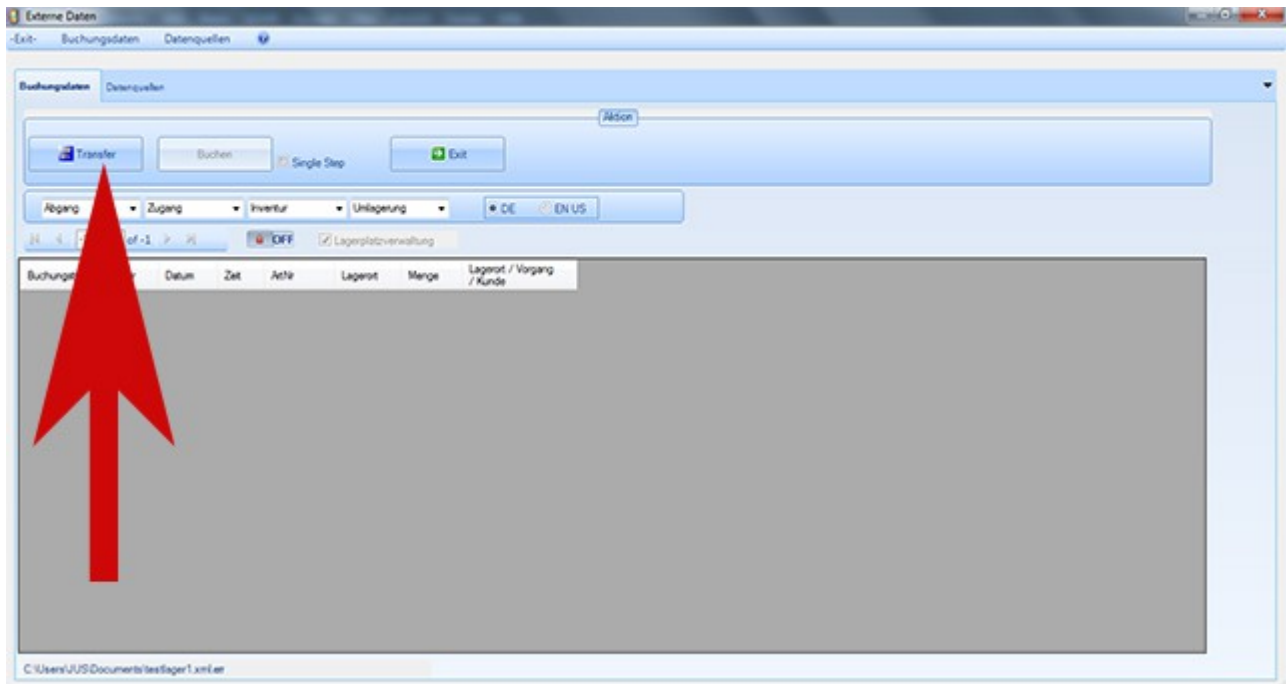 Externe Daten
-Exit- Buchungsdaten Datenquellen
Buchungsdaten Datenquellen
Aktion
Transfer Buchen Single Step Exit
Abgang Zugang Inventur Umlagerung DE EN US
of -1 OFF Lagerplatzverwaltung
Datum Zeit ArtNr Lagerort Menge Lagerort / Vorgang
/ Kunde
C:\Users\JUS\Documents\testlager1.xml.err